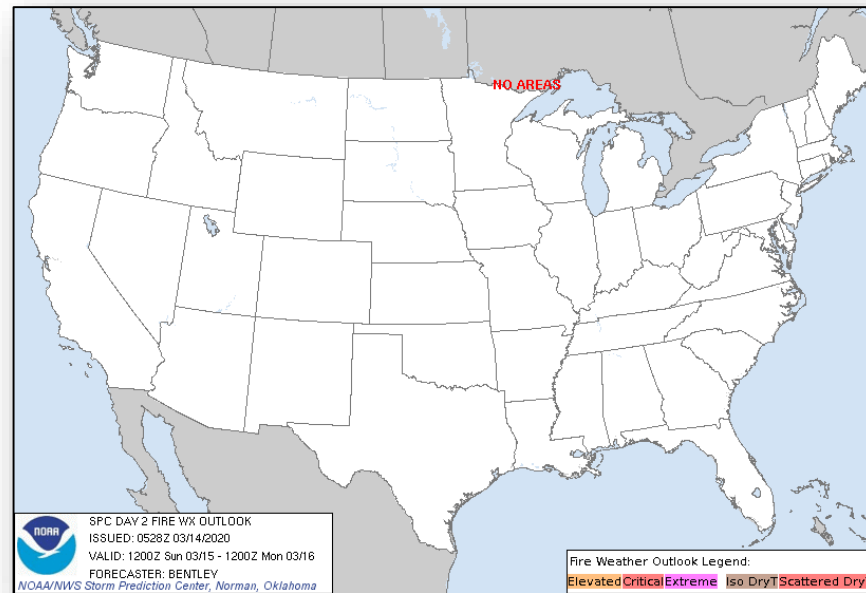 NO AREAS
NOAA
SPC DAY 2 FIRE WX OUTLOOK
ISSUED: 0528Z 03/14/2020
VALID: 1200Z Sun 03/15 - 1200Z Mon 03/16
FORECASTER: BENTLEY
NOAA/NWS Storm Prediction Center, Norman, Oklahoma
Fire Weather Outlook Legend:
Elevated Critical Extreme Iso DryT Scattered Dry